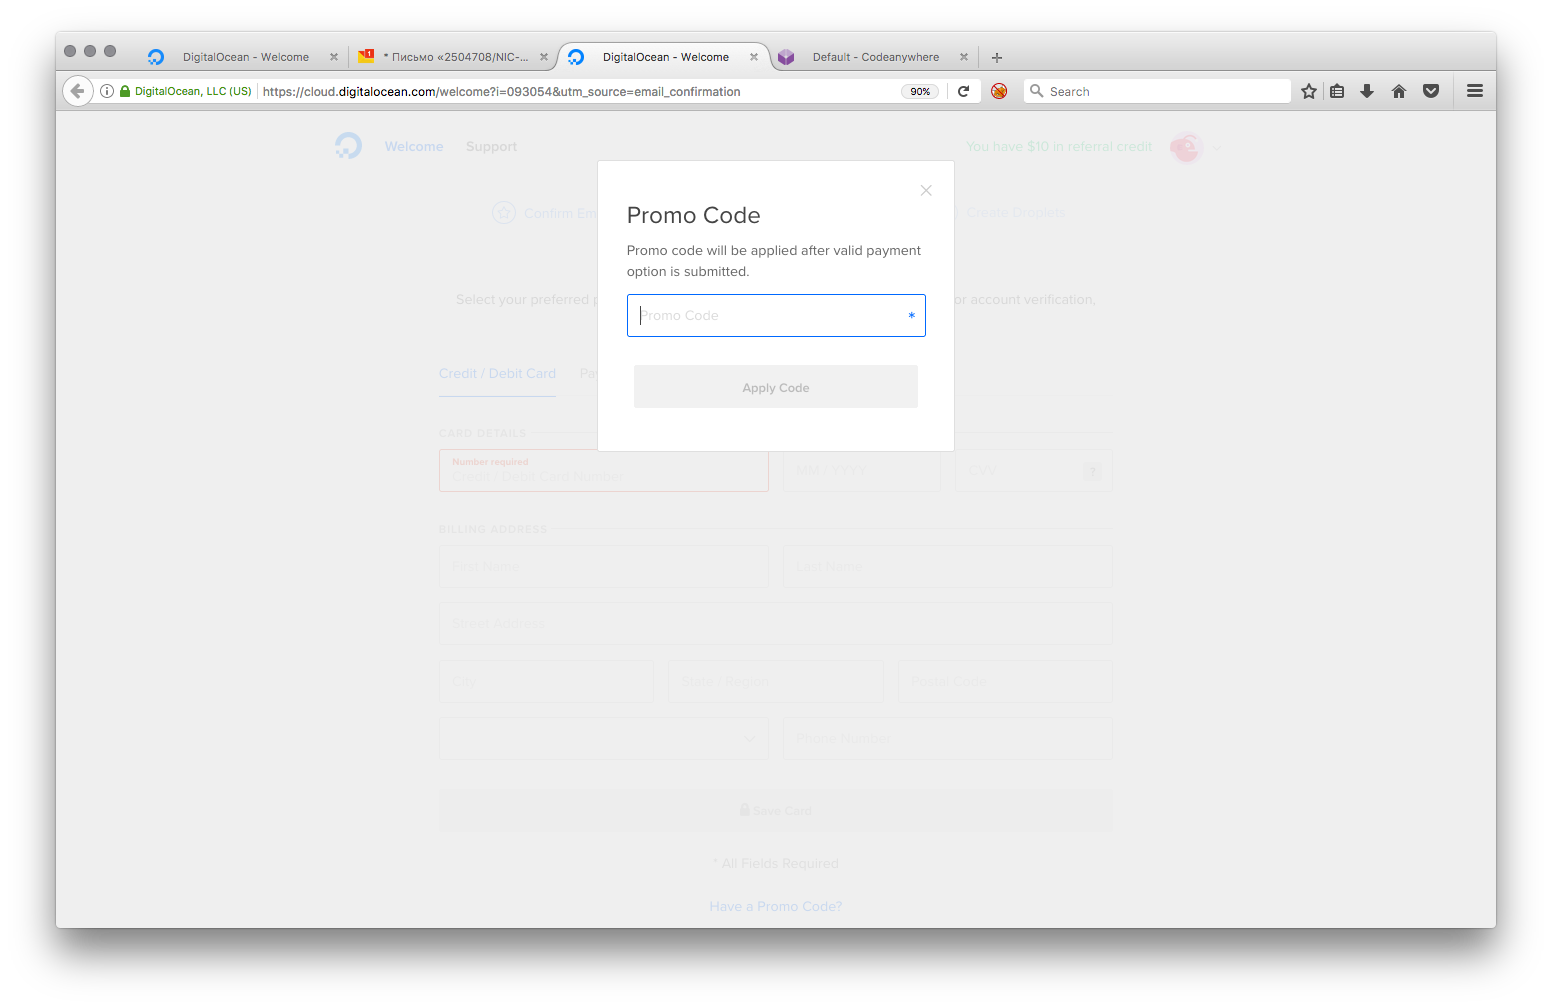 DigitalOcean - Welcome
* Письмо «2504708/NIC-...
DigitalOcean - Welcome
Default - Codeanywhere
DigitalOcean, LLC (US)
https://cloud.digitalocean.com/welcome?i=093054&utm_source=email_confirmation
90%
Search
Welcome
Support
You have $10 in referral credit
Confirm Em
Create Droplets
Promo Code
Promo code will be applied after valid payment
option is submitted.
Select your preferred p
or account verification,
Promo Code *
Credit / Debit Card
Pa
Apply Code
CARD DETAILS
Number required
Credit / Debit Card Number
MM / YYYY
CVV
?
BILLING ADDRESS
First Name
Last Name
Street Address
City
State / Region
Postal Code
Phone Number
Save Card
* All Fields Required
Have a Promo Code?